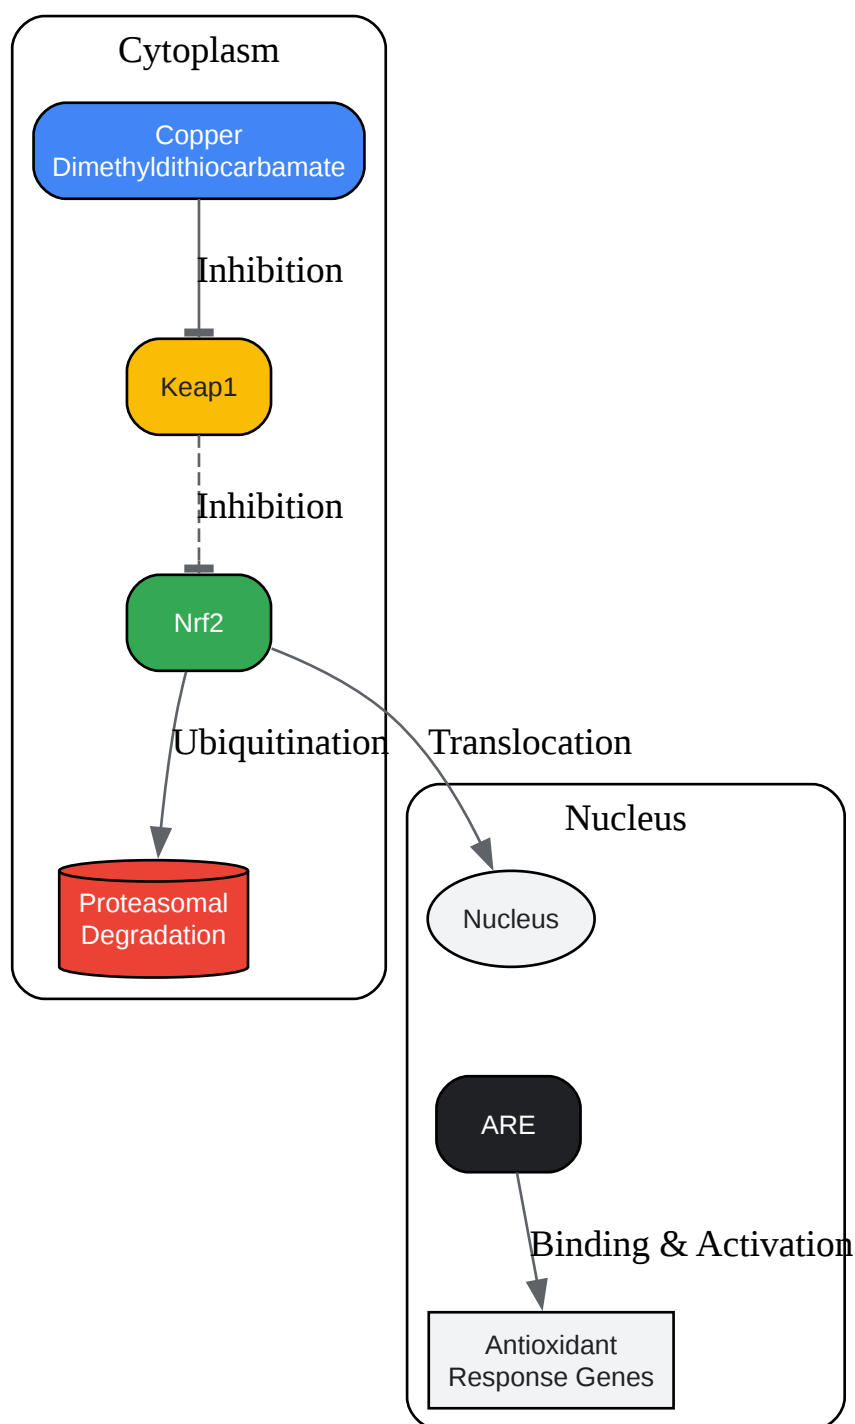 Cytoplasm
Copper
Dimethyldithiocarbamate
Inhibition
Keap1
Inhibition
Nrf2
Ubiquitination
Translocation
Proteasomal
Degradation
Nucleus
Nucleus
ARE
Binding & Activation
Antioxidant
Response Genes